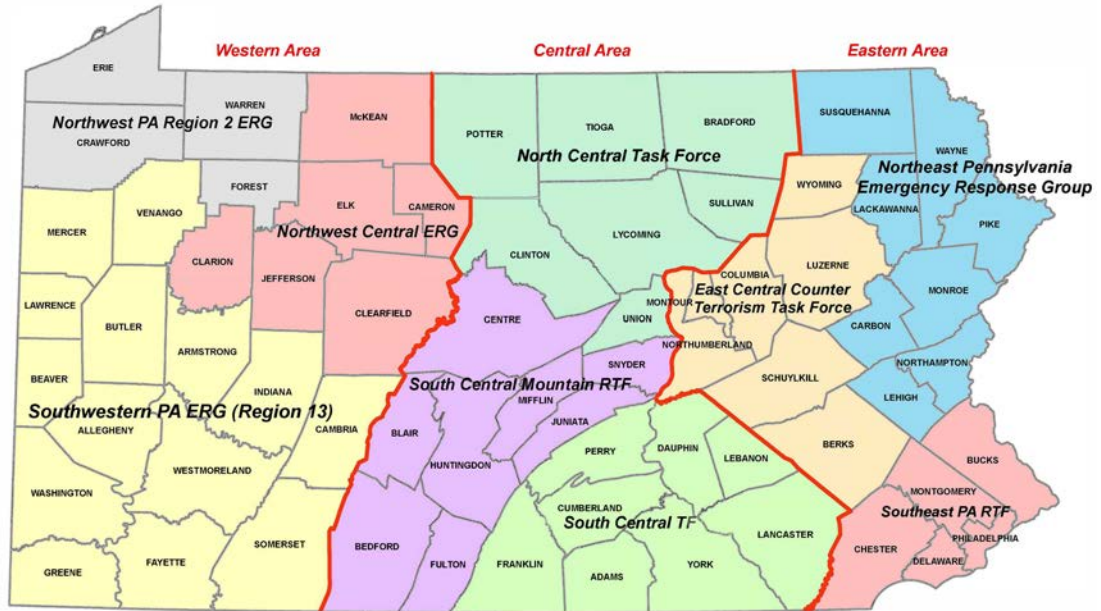 Western Area
Central Area
Eastern Area
ERIE
WARREN
McKEAN
POTTER
TIOGA
BRADFORD
SUSQUEHANNA
WAYNE
Northwest PA Region 2 ERG
CRAWFORD
North Central Task Force
Northeast Pennsylvania
Emergency Response Group
WYOMING
LACKAWANNA
PIKE
FOREST
ELK
CAMERON
SULLIVAN
VENANGO
MERCER
Northwest Central ERG
LYCOMING
CLINTON
CLARION
JEFFERSON
LUZERNE
COLUMBIA
East Central Counter
Terrorism Task Force
MONTOUR
MONROE
LAWRENCE
BUTLER
CLEARFIELD
CENTRE
UNION
CARBON
ARMSTRONG
NORTHUMBERLAND
NORTHAMPTON
BEAVER
SNYDER
SCHUYLKILL
INDIANA
South Central Mountain RTF
MIFFLIN
LEHIGH
Southwestern PA ERG (Region 13)
ALLEGHENY
CAMBRIA
BLAIR
JUNIATA
HUNTINGDON
PERRY
DAUPHIN
LEBANON
BERKS
BUCKS
WESTMORELAND
WASHINGTON
MONTGOMERY
CUMBERLAND
South Central TF
LANCASTER
Southeast PA RTF
PHILADELPHIA
SOMERSET
BEDFORD
CHESTER
DELAWARE
FAYETTE
GREENE
FULTON
FRANKLIN
ADAMS
YORK